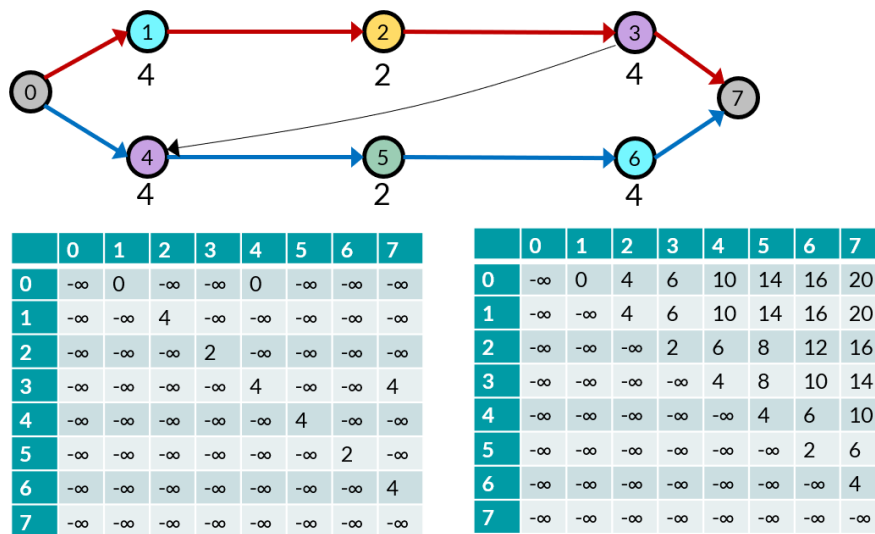 1 2 3
4 2 4
0 7
4 5 6
4 2 4
0 1 2 3 4 5 6 7
0 -∞ 0 -∞ -∞ 0 -∞ -∞ -∞
1 -∞ -∞ 4 -∞ -∞ -∞ -∞ -∞
2 -∞ -∞ -∞ 2 -∞ -∞ -∞ -∞
3 -∞ -∞ -∞ -∞ 4 -∞ -∞ 4
4 -∞ -∞ -∞ -∞ -∞ 4 -∞ -∞
5 -∞ -∞ -∞ -∞ -∞ -∞ 2 -∞
6 -∞ -∞ -∞ -∞ -∞ -∞ -∞ 4
7 -∞ -∞ -∞ -∞ -∞ -∞ -∞ -∞
0 1 2 3 4 5 6 7
0 -∞ 0 4 6 10 14 16 20
1 -∞ -∞ 4 6 10 14 16 20
2 -∞ -∞ -∞ 2 6 8 12 16
3 -∞ -∞ -∞ -∞ 4 8 10 14
4 -∞ -∞ -∞ -∞ -∞ 4 6 10
5 -∞ -∞ -∞ -∞ -∞ -∞ 2 6
6 -∞ -∞ -∞ -∞ -∞ -∞ -∞ 4
7 -∞ -∞ -∞ -∞ -∞ -∞ -∞ -∞